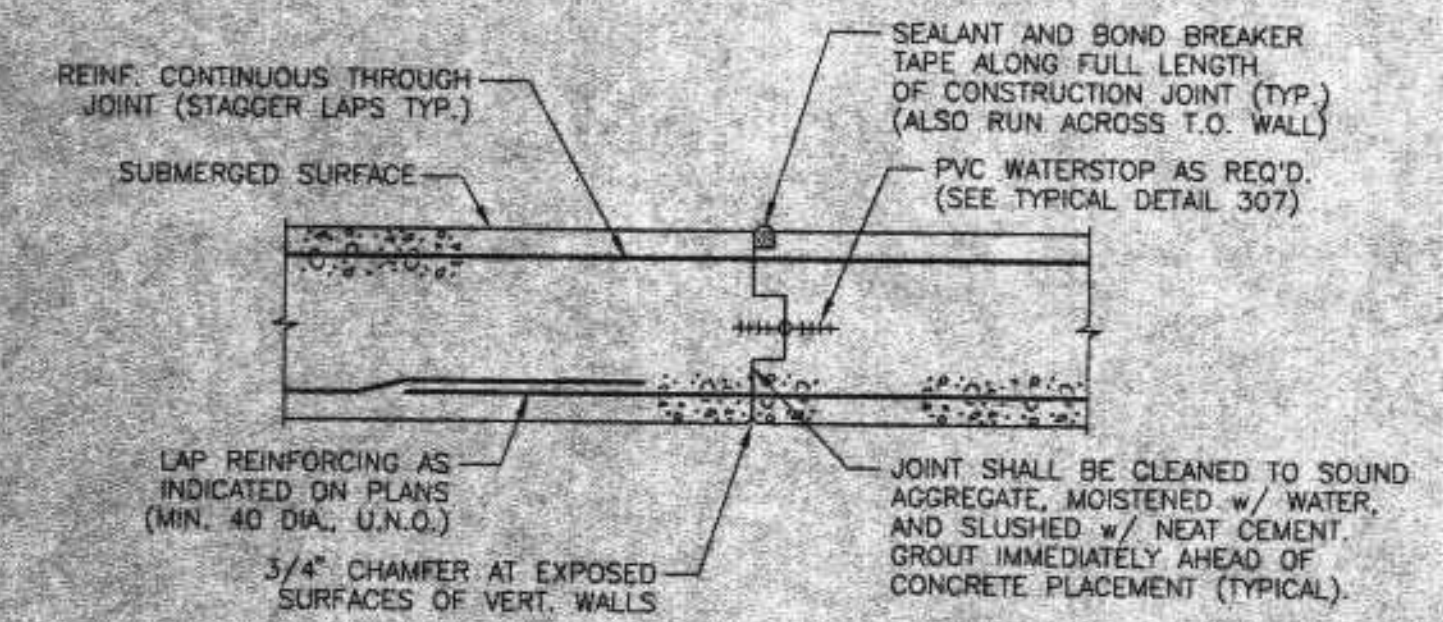 REINF. CONTINUOUS THROUGH
JOINT (STAGGER LAPS TYP.)
SUBMERGED SURFACE
SEALANT AND BOND BREAKER
TAPE ALONG FULL LENGTH
OF CONSTRUCTION JOINT (TYP.)
(ALSO RUN ACROSS T.O. WALL)
PVC WATERSTOP AS REQ'D.
(SEE TYPICAL DETAIL 307)
LAP REINFORCING AS
INDICATED ON PLANS
(MIN. 40 DIA., U.N.O.)
3/4" CHAMFER AT EXPOSED
SURFACES OF VERT. WALLS
JOINT SHALL BE CLEANED TO SOUND
AGGREGATE, MOISTENED w/ WATER,
AND SLUSHED w/ NEAT CEMENT.
GROUT IMMEDIATELY AHEAD OF
CONCRETE PLACEMENT (TYPICAL).